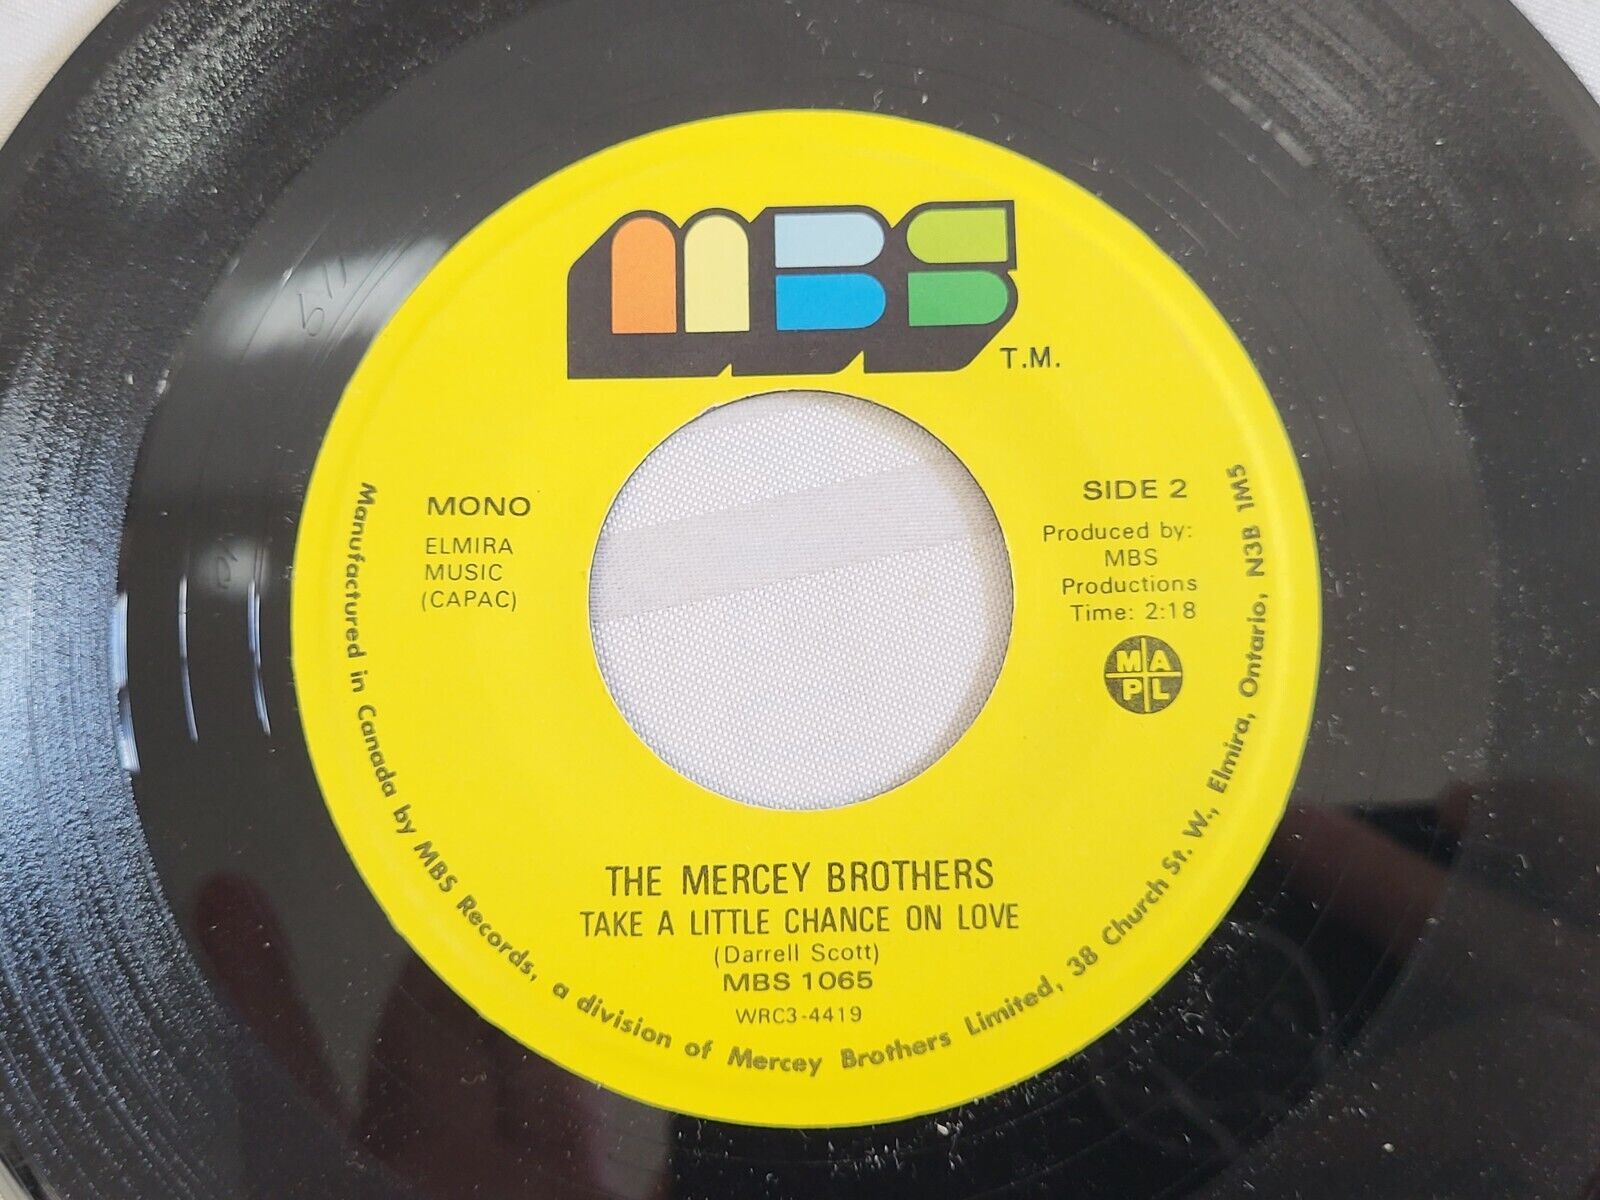 MBS
T.M.
MONO
ELMIRA
MUSIC
(CAPAC)
SIDE 2
Produced by:
MBS
Productions
Time: 2:18
M A
P L
THE MERCEY BROTHERS
TAKE A LITTLE CHANCE ON LOVE
(Darrell Scott)
MBS 1065
WRC3-4419
Manufactured in Canada by MBS Records, a division of Mercey Brothers Limited, 38 Church St. W., Elmira, Ontario, N3B 1M5